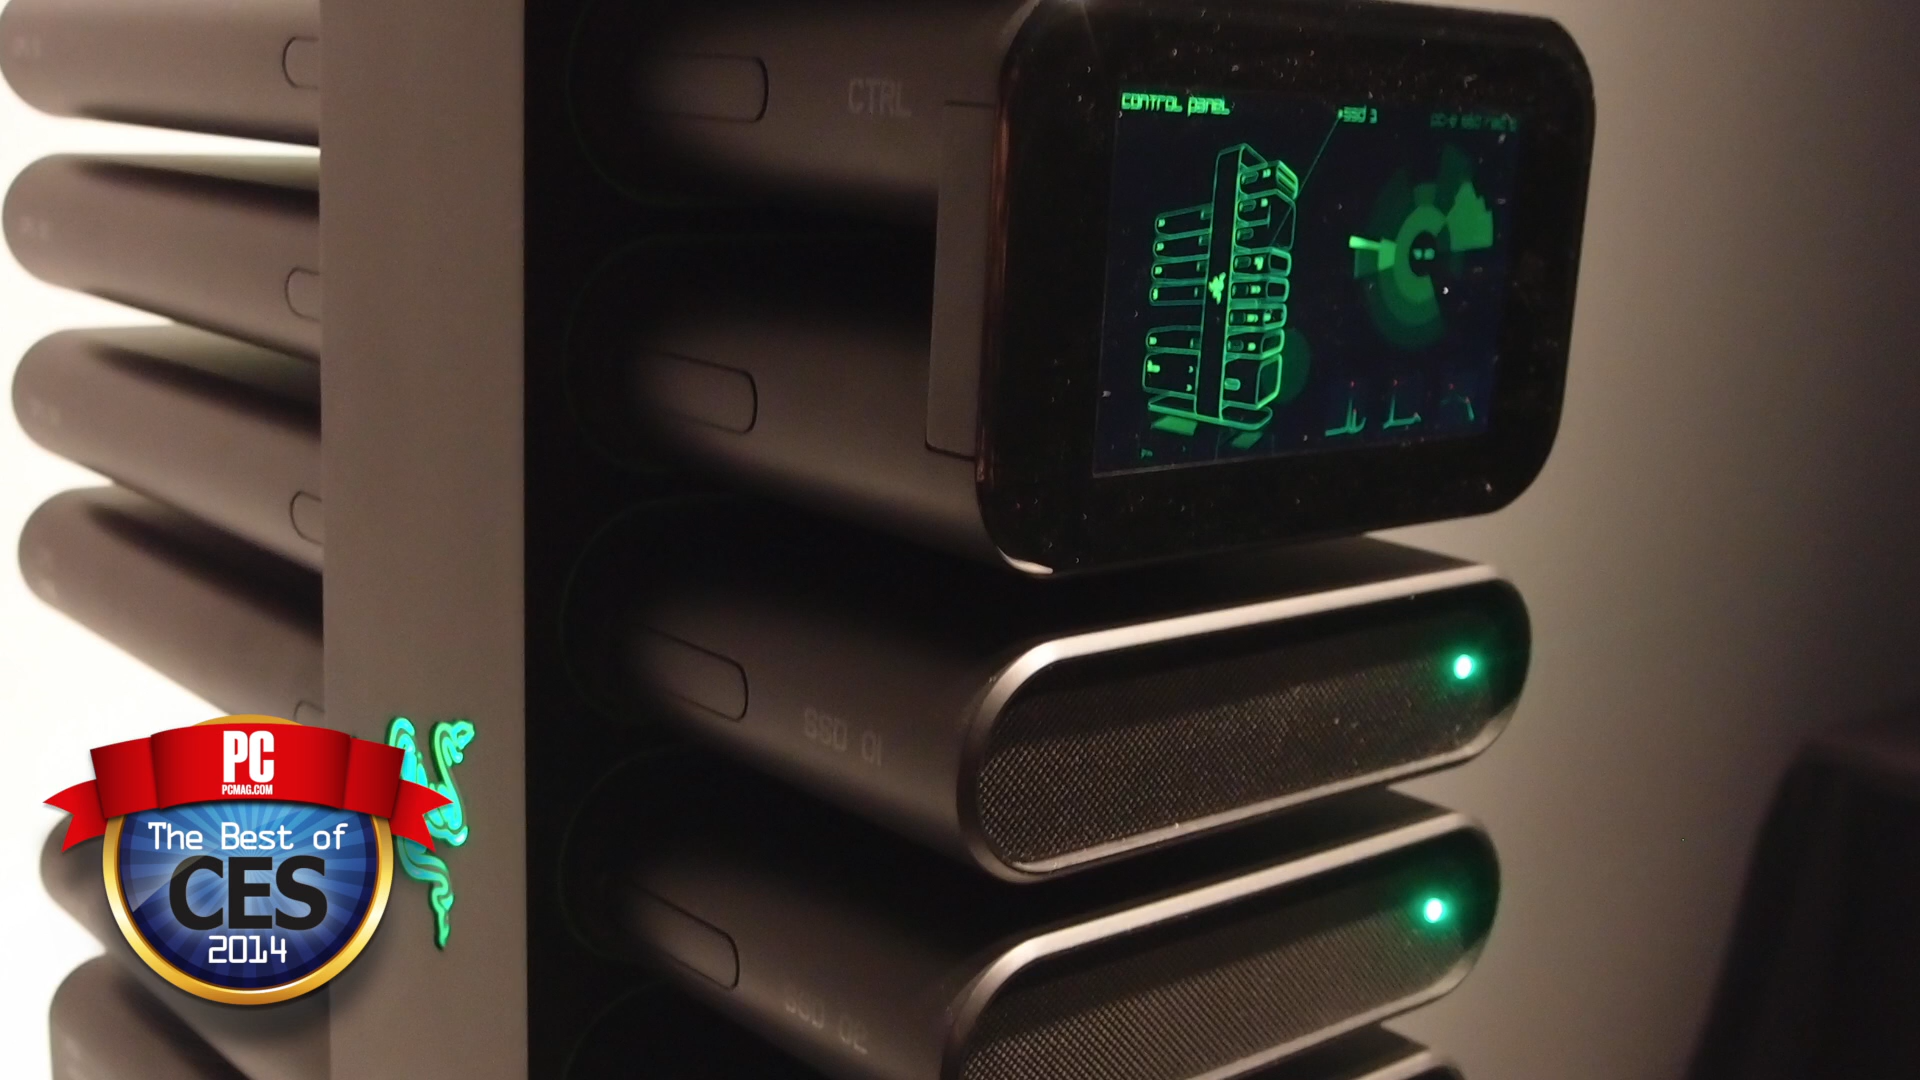 CTRL
control panel
ssd 3
SSD 01
SSD 02
PC
PCMAG.COM
The Best of
CES
2014